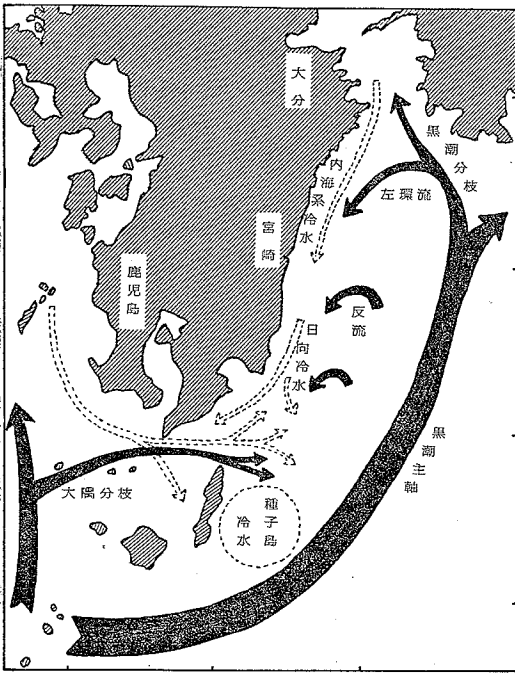 大分
黒潮分枝
内海系冷水
左環流
宮崎
鹿児島
反流
日向冷水
黒潮主軸
大隅分枝
種子島
冷水